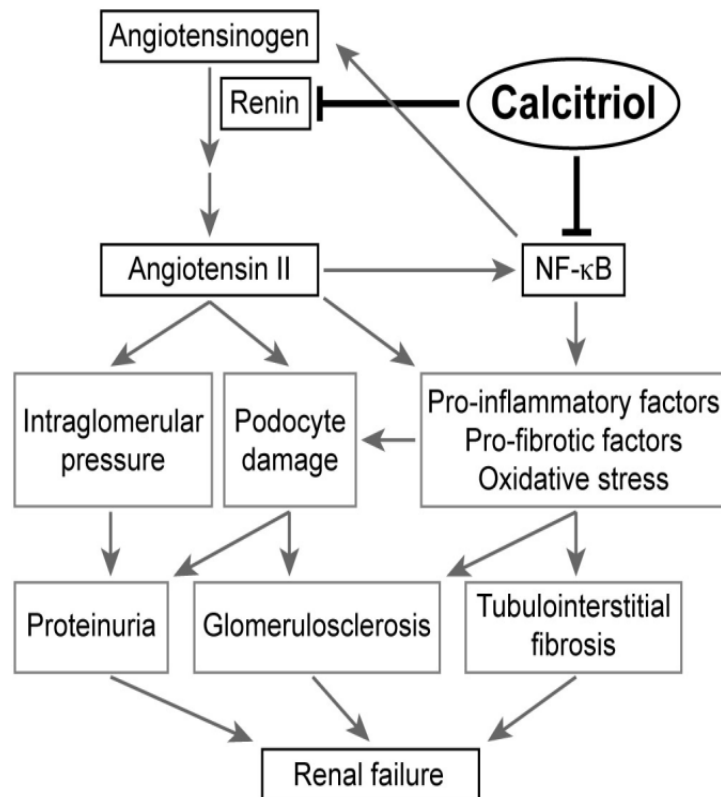 Angiotensinogen
Renin
Calcitriol
Angiotensin II
NF-κB
Intraglomerular
pressure
Podocyte
damage
Pro-inflammatory factors
Pro-fibrotic factors
Oxidative stress
Proteinuria
Glomerulosclerosis
Tubulointerstitial
fibrosis
Renal failure